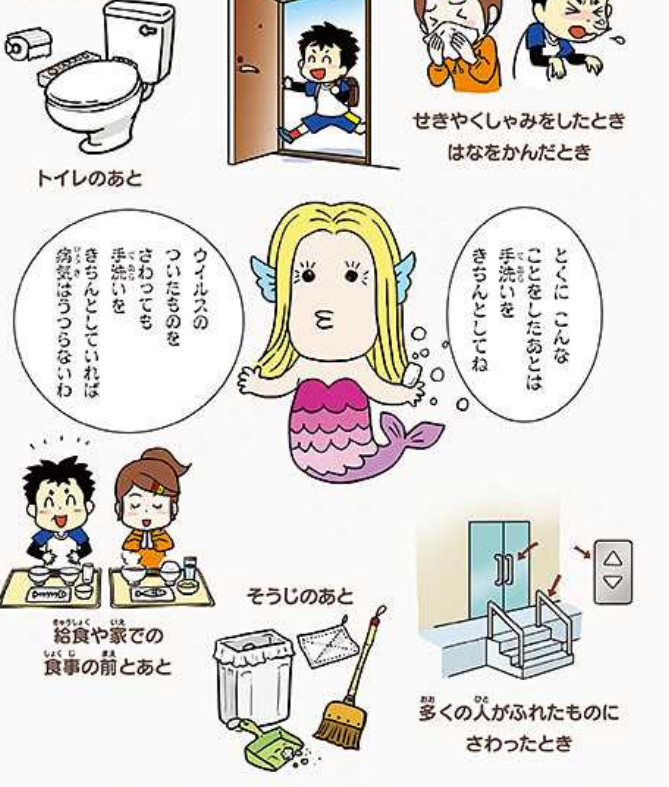 せきやくしゃみをしたとき
はなをかんだとき
トイレのあと
とくに こんな
ことをしたあとは
手洗いを
きちんとしてね
ウイルスの
ついたものを
さわっても
手洗いを
きちんとしていれば
病気はうつらないわ
給食や家での
食事の前とあと
そうじのあと
多くの人がふれたものに
さわったとき